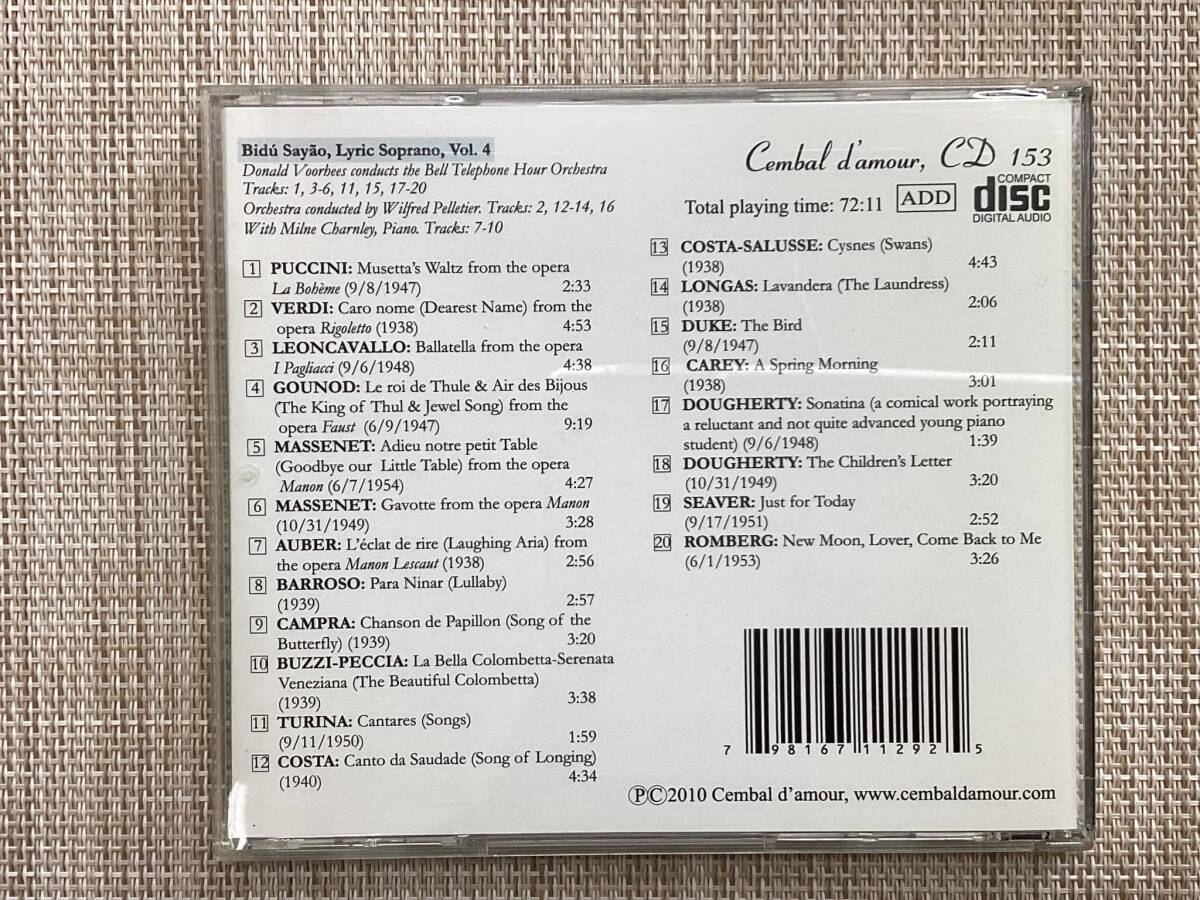 Bidú Sayão, Lyric Soprano, Vol. 4
Donald Voorhees conducts the Bell Telephone Hour Orchestra
Tracks: 1, 3-6, 11, 15, 17-20
Orchestra conducted by Wilfred Pelletier. Tracks: 2, 12-14, 16
With Milne Charnley, Piano. Tracks: 7-10
1 PUCCINI: Musetta's Waltz from the opera
La Bohème (9/8/1947) 2:33
2 VERDI: Caro nome (Dearest Name) from the
opera Rigoletto (1938) 4:53
3 LEONCAVALLO: Ballatella from the opera
I Pagliacci (9/6/1948) 4:38
4 GOUNOD: Le roi de Thule & Air des Bijous
(The King of Thul & Jewel Song) from the
opera Faust (6/9/1947) 9:19
5 MASSENET: Adieu notre petit Table
(Goodbye our Little Table) from the opera
Manon (6/7/1954) 4:27
6 MASSENET: Gavotte from the opera Manon
(10/31/1949) 3:28
7 AUBER: L'éclat de rire (Laughing Aria) from
the opera Manon Lescaut (1938) 2:56
8 BARROSO: Para Ninar (Lullaby)
(1939) 2:57
9 CAMPRA: Chanson de Papillon (Song of the
Butterfly) (1939) 3:20
10 BUZZI-PECCIA: La Bella Colombetta-Serenata
Veneziana (The Beautiful Colombetta)
(1939) 3:38
11 TURINA: Cantares (Songs)
(9/11/1950) 1:59
12 COSTA: Canto da Saudade (Song of Longing)
(1940) 4:34
Cembal d'amour, CD 153
Total playing time: 72:11 ADD
COMPACT
disc
DIGITAL AUDIO
13 COSTA-SALUSSE: Cysnes (Swans)
(1938) 4:43
14 LONGAS: Lavandera (The Laundress)
(1938) 2:06
15 DUKE: The Bird
(9/8/1947) 2:11
16 CAREY: A Spring Morning
(1938) 3:01
17 DOUGHERTY: Sonatina (a comical work portraying
a reluctant and not quite advanced young piano
student) (9/6/1948) 1:39
18 DOUGHERTY: The Children's Letter
(10/31/1949) 3:20
19 SEAVER: Just for Today
(9/17/1951) 2:52
20 ROMBERG: New Moon, Lover, Come Back to Me
(6/1/1953) 3:26
7 98167 11292 5
℗©2010 Cembal d'amour, www.cembaldamour.com